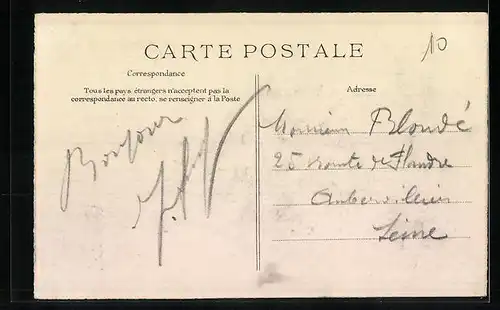 10
CARTE POSTALE
Correspondance
Tous les pays étrangers n'acceptent pas la
correspondance au recto, se renseigner à la Poste
Adresse
Bonjour
Monsieur Blondé
25 route de Flandre
Aubervilliers
Seine